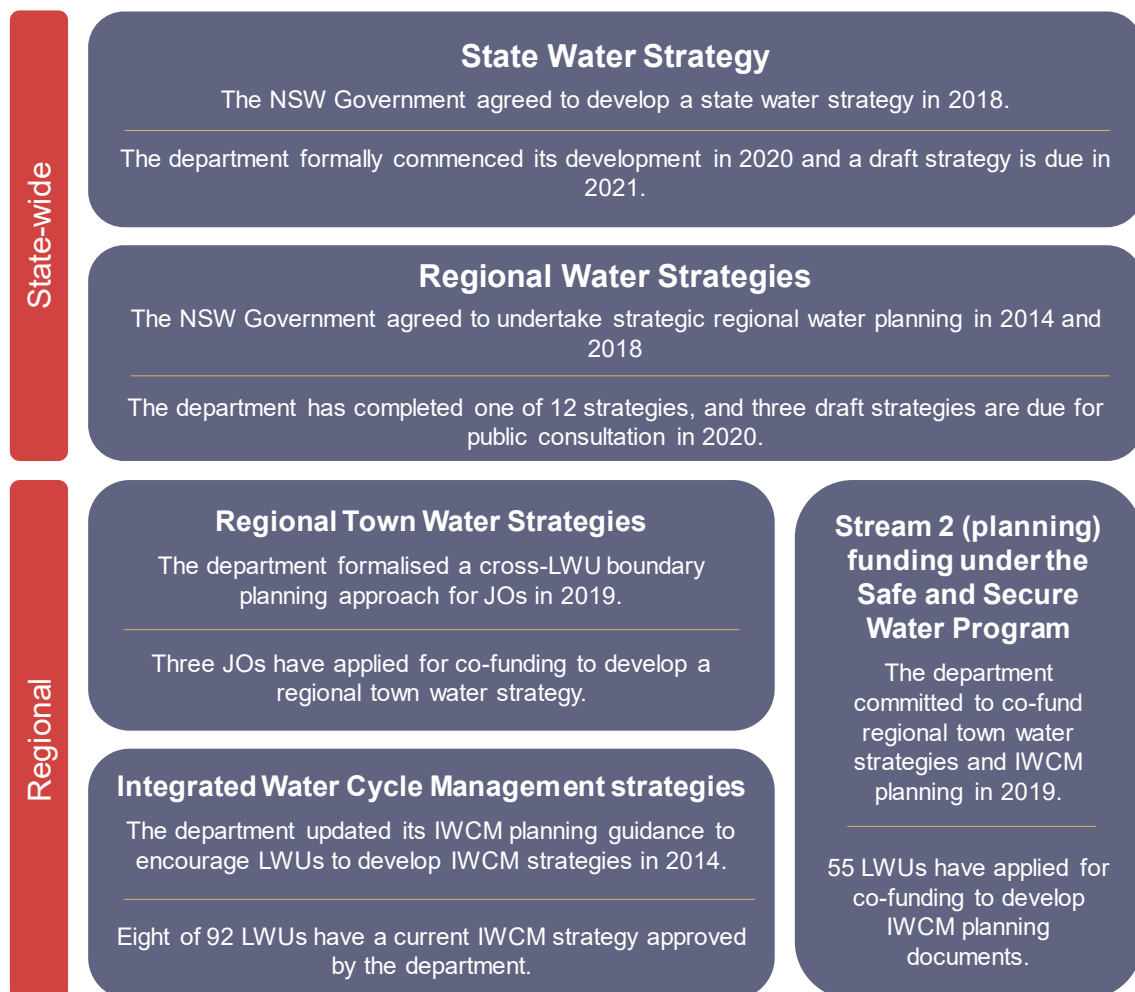 State-wide
State Water Strategy
The NSW Government agreed to develop a state water strategy in 2018.
The department formally commenced its development in 2020 and a draft strategy is due in
2021.
Regional Water Strategies
The NSW Government agreed to undertake strategic regional water planning in 2014 and
2018
The department has completed one of 12 strategies, and three draft strategies are due for
public consultation in 2020.
Regional
Regional Town Water Strategies
The department formalised a cross-LWU boundary
planning approach for JOs in 2019.
Three JOs have applied for co-funding to develop a
regional town water strategy.
Integrated Water Cycle Management strategies
The department updated its IWCM planning guidance to
encourage LWUs to develop IWCM strategies in 2014.
Eight of 92 LWUs have a current IWCM strategy approved
by the department.
Stream 2 (planning)
funding under the
Safe and Secure
Water Program
The department
committed to co-fund
regional town water
strategies and IWCM
planning in 2019.
55 LWUs have applied for
co-funding to develop
IWCM planning
documents.